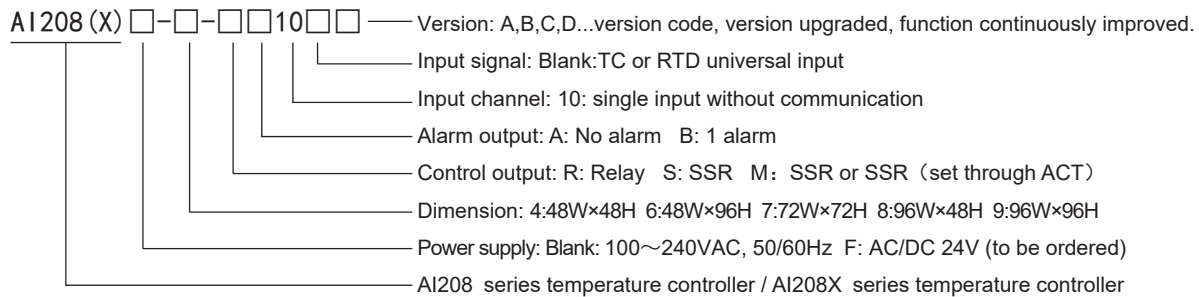 AI208(X)□-□-□□10□□ Version: A,B,C,D...version code, version upgraded, function continuously improved.
Input signal: Blank:TC or RTD universal input
Input channel: 10: single input without communication
Alarm output: A: No alarm B: 1 alarm
Control output: R: Relay S: SSR M：SSR or SSR（set through ACT）
Dimension: 4:48W×48H 6:48W×96H 7:72W×72H 8:96W×48H 9:96W×96H
Power supply: Blank: 100～240VAC, 50/60Hz F: AC/DC 24V (to be ordered)
AI208 series temperature controller / AI208X series temperature controller